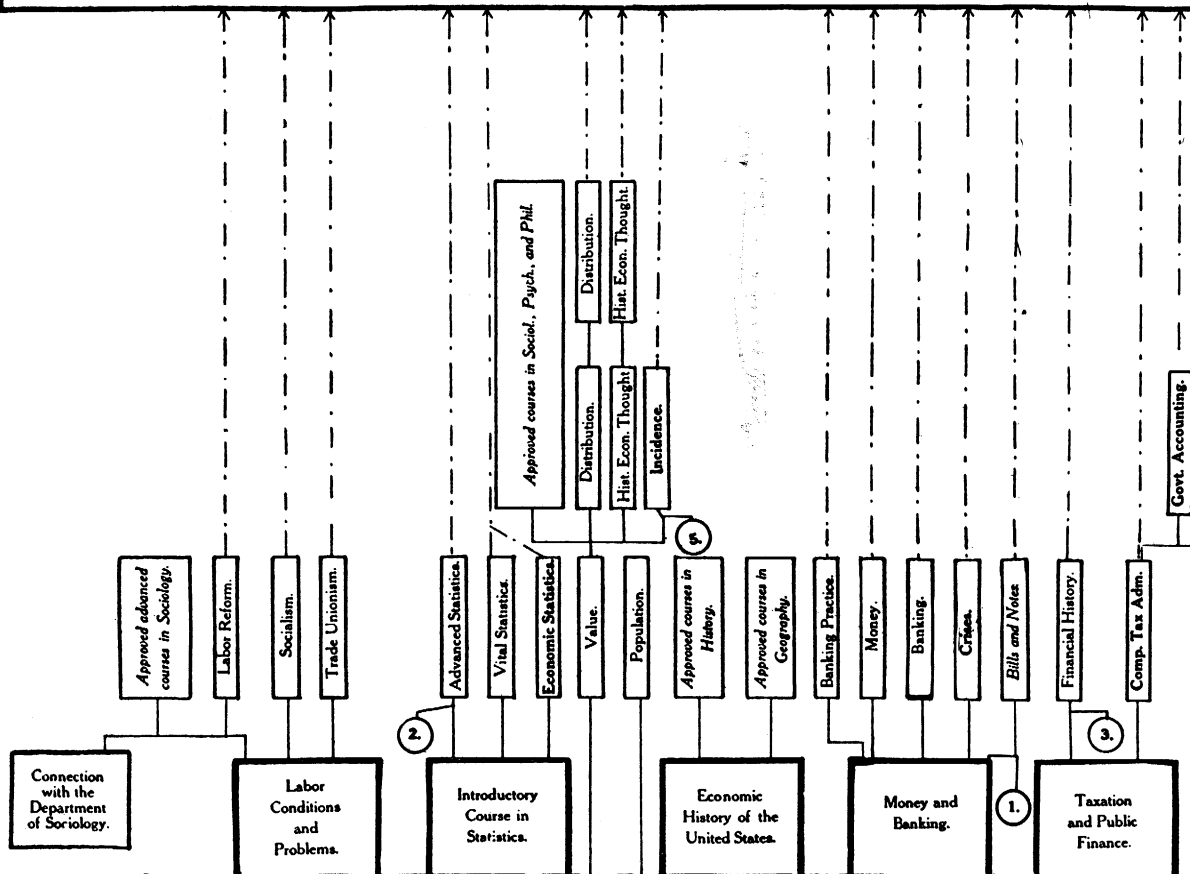 Approved courses in Sociol., Psych., and Phil.
Distribution.
Hist. Econ. Thought.
Distribution.
Hist. Econ. Thought
Incidence.
Govt. Accounting.
5.
Approved advanced
courses in Sociology.
Labor Reform.
Socialism.
Trade Unionism.
Advanced Statistics.
Vital Statistics.
Economic Statistics.
Value.
Population.
Approved courses in
History.
Approved courses in
Geography.
Banking Practice.
Money.
Banking.
Crises.
Bills and Notes
Financial History.
Comp. Tax Adm.
2.
3.
1.
Connection
with the
Department
of Sociology.
Labor
Conditions
and
Problems.
Introductory
Course in
Statistics.
Economic
History of the
United States.
Money and
Banking.
Taxation
and Public
Finance.